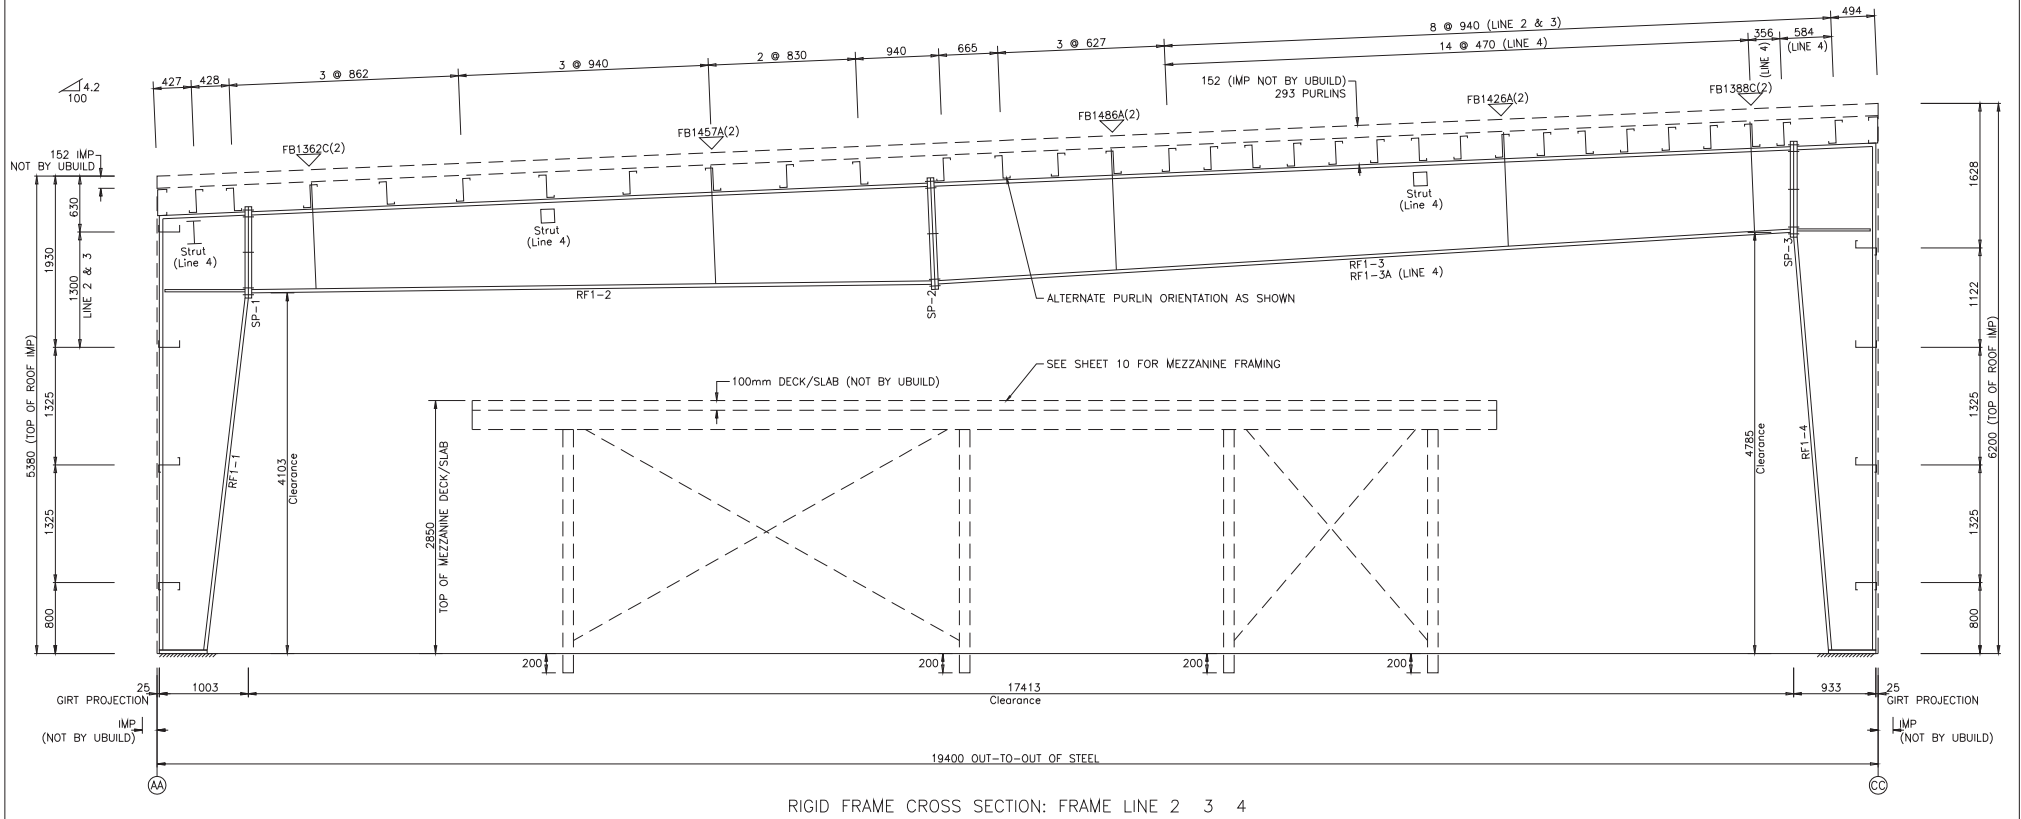 494
8 @ 940 (LINE 2 & 3)
3 @ 627
665
940
2 @ 830
3 @ 940
3 @ 862
428
427
14 @ 470 (LINE 4)
356
(LINE 4)
584
(LINE 4)
4.2
100
152 (IMP NOT BY UBUILD)
293 PURLINS
FB1362C(2)
FB1457A(2)
FB1486A(2)
FB1426A(2)
FB1388C(2)
152 IMP
NOT BY UBUILD
Strut
(Line 4)
Strut
(Line 4)
Strut
(Line 4)
630
1930
1300
LINE 2 & 3
5380 (TOP OF ROOF IMP)
1325
1325
800
SP-1
RF1-1
RF1-2
SP-2
RF1-3
RF1-3A (LINE 4)
SP-3
RF1-4
ALTERNATE PURLIN ORIENTATION AS SHOWN
SEE SHEET 10 FOR MEZZANINE FRAMING
100mm DECK/SLAB (NOT BY UBUILD)
4103
Clearance
2850
TOP OF MEZZANINE DECK/SLAB
4785
Clearance
1628
1122
1325
1325
800
6200 (TOP OF ROOF IMP)
200
200
200
200
25
GIRT PROJECTION
1003
17413
Clearance
933
25
GIRT PROJECTION
IMP
(NOT BY UBUILD)
IMP
(NOT BY UBUILD)
19400 OUT-TO-OUT OF STEEL
AA
CC
RIGID FRAME CROSS SECTION: FRAME LINE 2 3 4